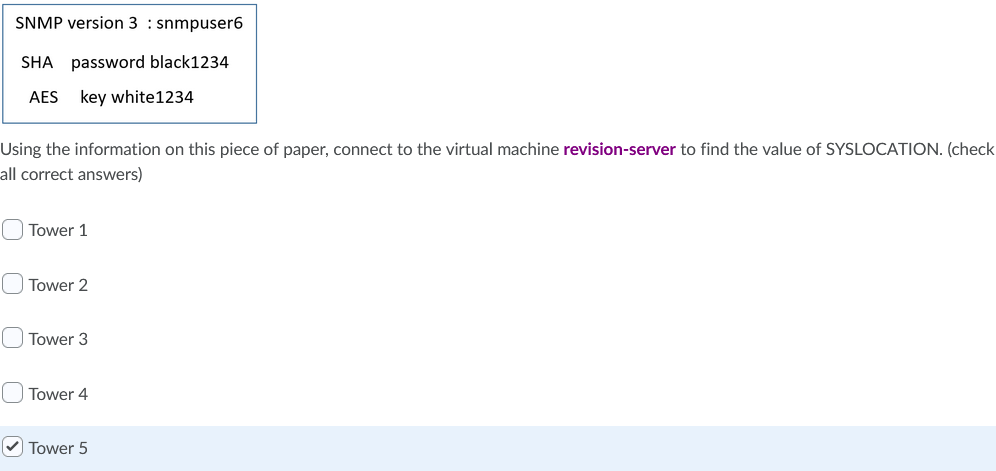 SNMP version 3 : snmpuser6
SHA password black1234
AES key white1234
Using the information on this piece of paper, connect to the virtual machine revision-server to find the value of SYSLOCATION. (check
all correct answers)
Tower 1
Tower 2
Tower 3
Tower 4
Tower 5